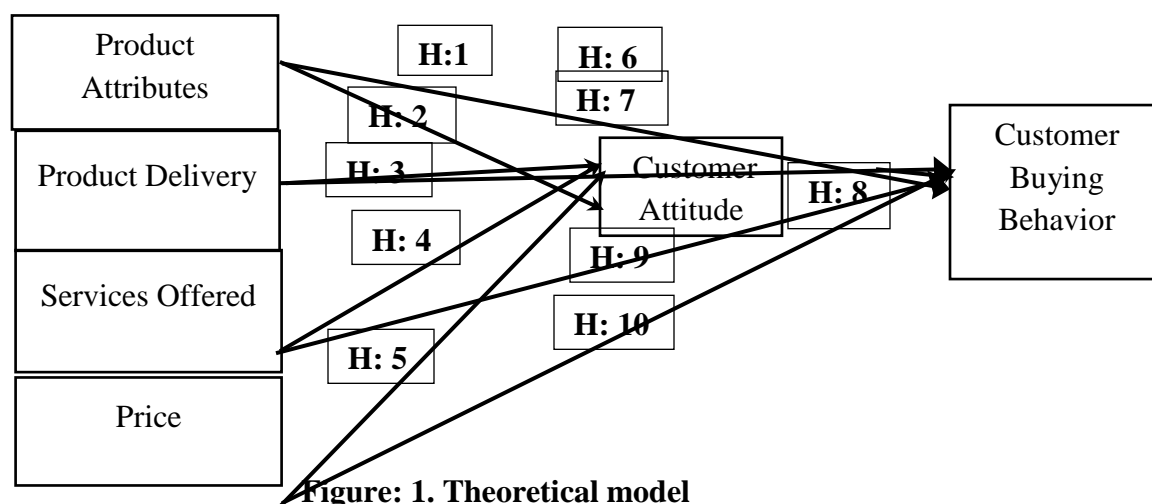 Product
Attributes
Product Delivery
Services Offered
Price
H:1
H: 2
H: 3
H: 4
H: 5
H: 6
H: 7
Customer
Attitude
H: 8
H: 9
H: 10
Customer
Buying
Behavior
Figure: 1. Theoretical model